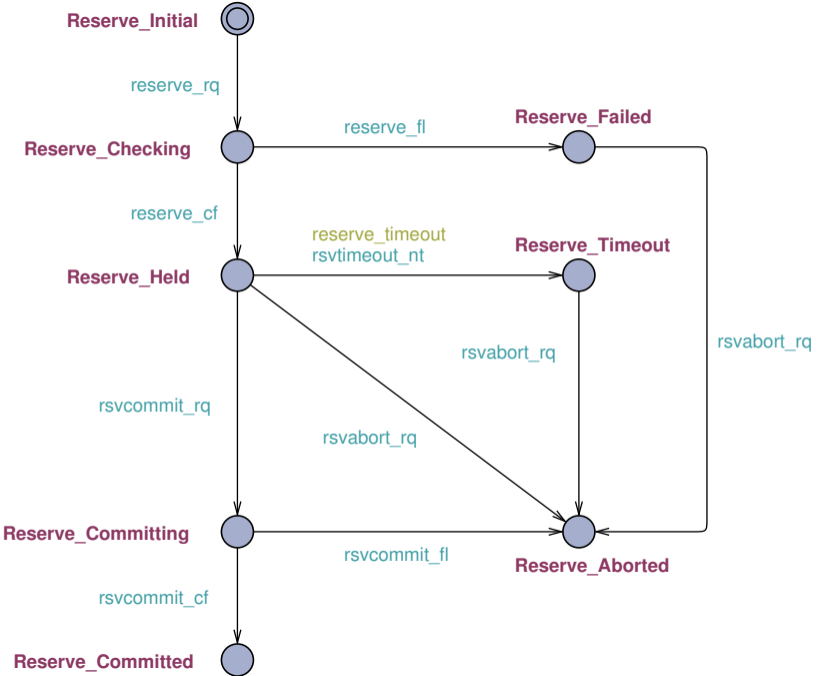 Reserve_Initial
reserve_rq
Reserve_Failed
reserve_fl
Reserve_Checking
reserve_cf
reserve_timeout
Reserve_Timeout
rsvtimeout_nt
Reserve_Held
rsvabort_rq
rsvabort_rq
rsvcommit_rq
rsvabort_rq
Reserve_Committing
rsvcommit_fl
Reserve_Aborted
rsvcommit_cf
Reserve_Committed